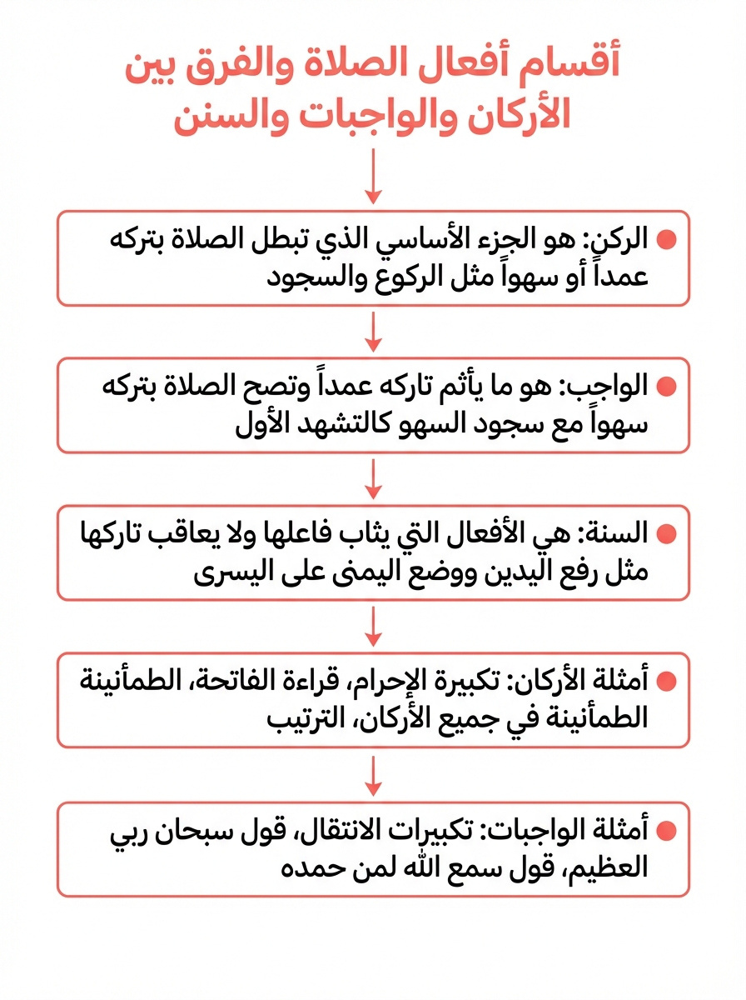 أقسام أفعال الصلاة والفرق بين
الأركان والواجبات والسنن
الركن: هو الجزء الأساسي الذي تبطل الصلاة بتركه
عمداً أو سهواً مثل الركوع والسجود
الواجب: هو ما يأثم تاركه عمداً وتصح الصلاة بتركه
سهواً مع سجود السهو كالتشهد الأول
السنة: هي الأفعال التي يثاب فاعلها ولا يعاقب تاركها
مثل رفع اليدين ووضع اليمنى على اليسرى
أمثلة الأركان: تكبيرة الإحرام، قراءة الفاتحة، الطمأنينة
الطمأنينة في جميع الأركان، الترتيب
أمثلة الواجبات: تكبيرات الانتقال، قول سبحان ربي
العظيم، قول سمع الله لمن حمده